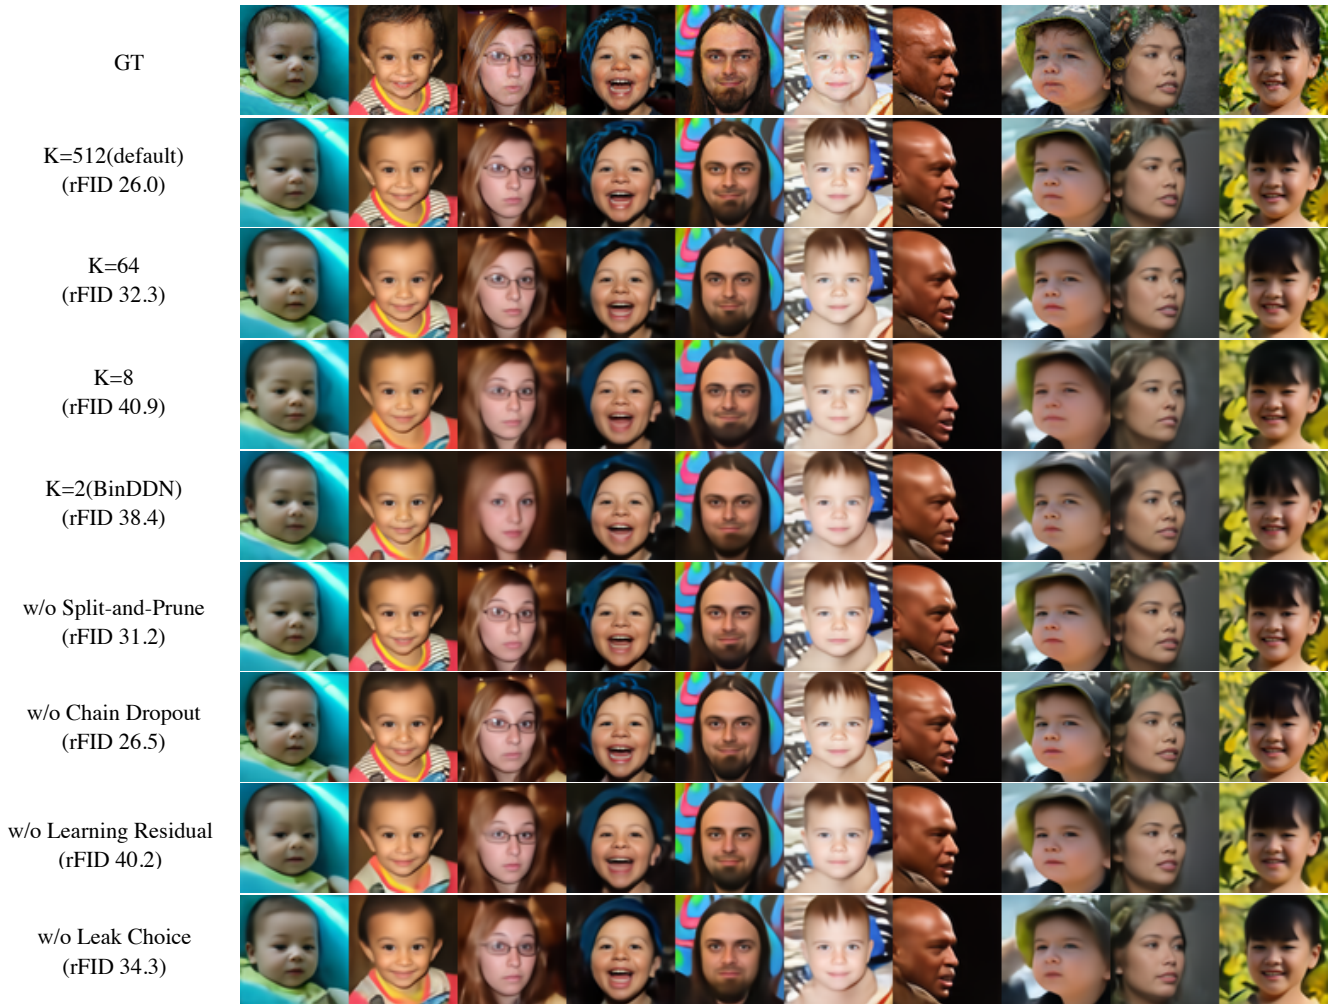 GT
K=512(default)
(rFID 26.0)
K=64
(rFID 32.3)
K=8
(rFID 40.9)
K=2(BinDDN)
(rFID 38.4)
w/o Split-and-Prune
(rFID 31.2)
w/o Chain Dropout
(rFID 26.5)
w/o Learning Residual
(rFID 40.2)
w/o Leak Choice
(rFID 34.3)